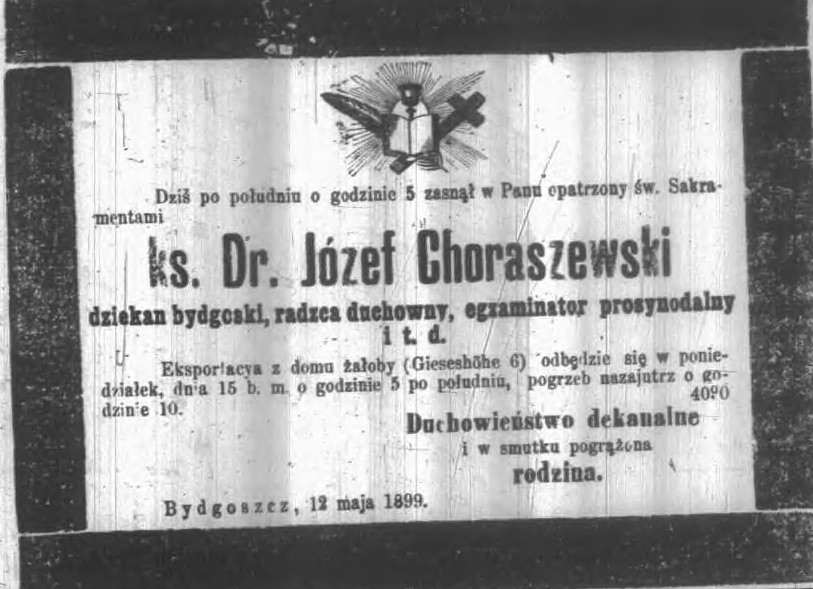 Dziś po południu o godzinie 5 zasnął w Panu opatrzony św. Sakra-
mentami
ks. Dr. Józef Choraszewski
dziekan bydgoski, radzca duchowny, egzaminator prosynodalny
i t. d.
Eksportacya z domu żałoby (Gieseshöhe 6) odbędzie się w ponie-
działek, dnia 15 b. m. o godzinie 5 po południu, pogrzeb nazajutrz o go-
dzinie 10.
4090
Duchowieństwo dekanalne
i w smutku pogrążona
rodzina.
Bydgoszcz, 12 maja 1899.